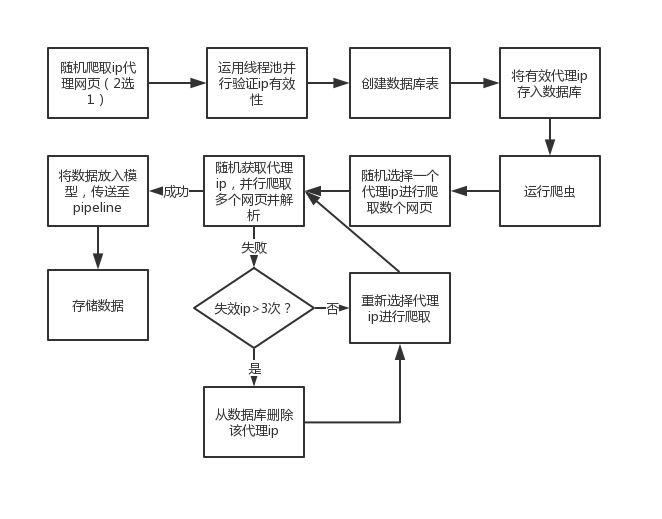 随机爬取ip代
理网页（2选
1）
运用线程池并
行验证ip有效
性
创建数据库表
将有效代理ip
存入数据库
将数据放入模
型，传送至
pipeline
成功
随机获取代理
ip，并行爬取
多个网页并解
析
随机选择一个
代理ip进行爬
取数个网页
运行爬虫
失败
存储数据
失效ip>3次？
否
重新选择代理
ip进行爬取
是
从数据库删除
该代理ip